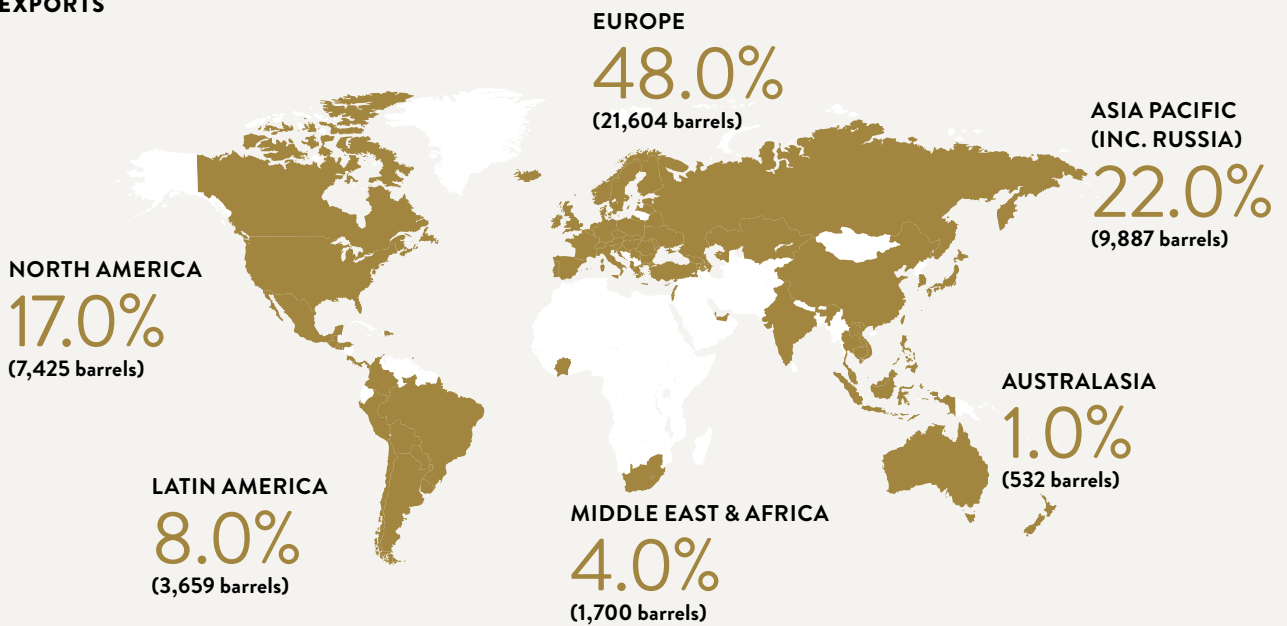 EXPORTS
EUROPE
48.0%
(21,604 barrels)
ASIA PACIFIC
(INC. RUSSIA)
22.0%
(9,887 barrels)
NORTH AMERICA
17.0%
(7,425 barrels)
AUSTRALASIA
1.0%
(532 barrels)
LATIN AMERICA
8.0%
(3,659 barrels)
MIDDLE EAST & AFRICA
4.0%
(1,700 barrels)